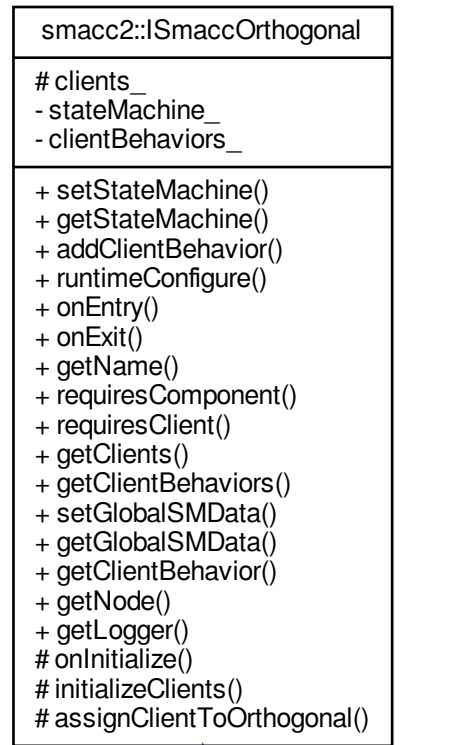 smacc2::ISmaccOrthogonal
# clients_
- stateMachine_
- clientBehaviors_
+ setStateMachine()
+ getStateMachine()
+ addClientBehavior()
+ runtimeConfigure()
+ onEntry()
+ onExit()
+ getName()
+ requiresComponent()
+ requiresClient()
+ getClients()
+ getClientBehaviors()
+ setGlobalSMData()
+ getGlobalSMData()
+ getClientBehavior()
+ getNode()
+ getLogger()
# onInitialize()
# initializeClients()
# assignClientToOrthogonal()